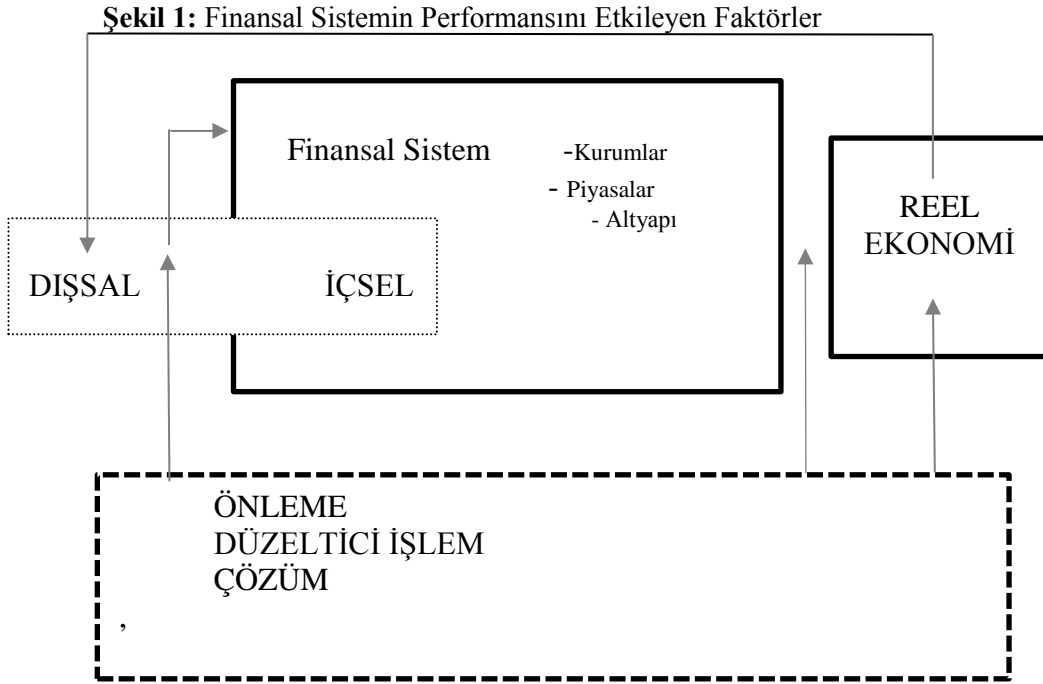 Şekil 1: Finansal Sistemin Performansını Etkileyen Faktörler
Finansal Sistem -Kurumlar
- Piyasalar
- Altyapı
REEL
EKONOMİ
DIŞSAL İÇSEL
ÖNLEME
DÜZELTİCİ İŞLEM
ÇÖZÜM
,